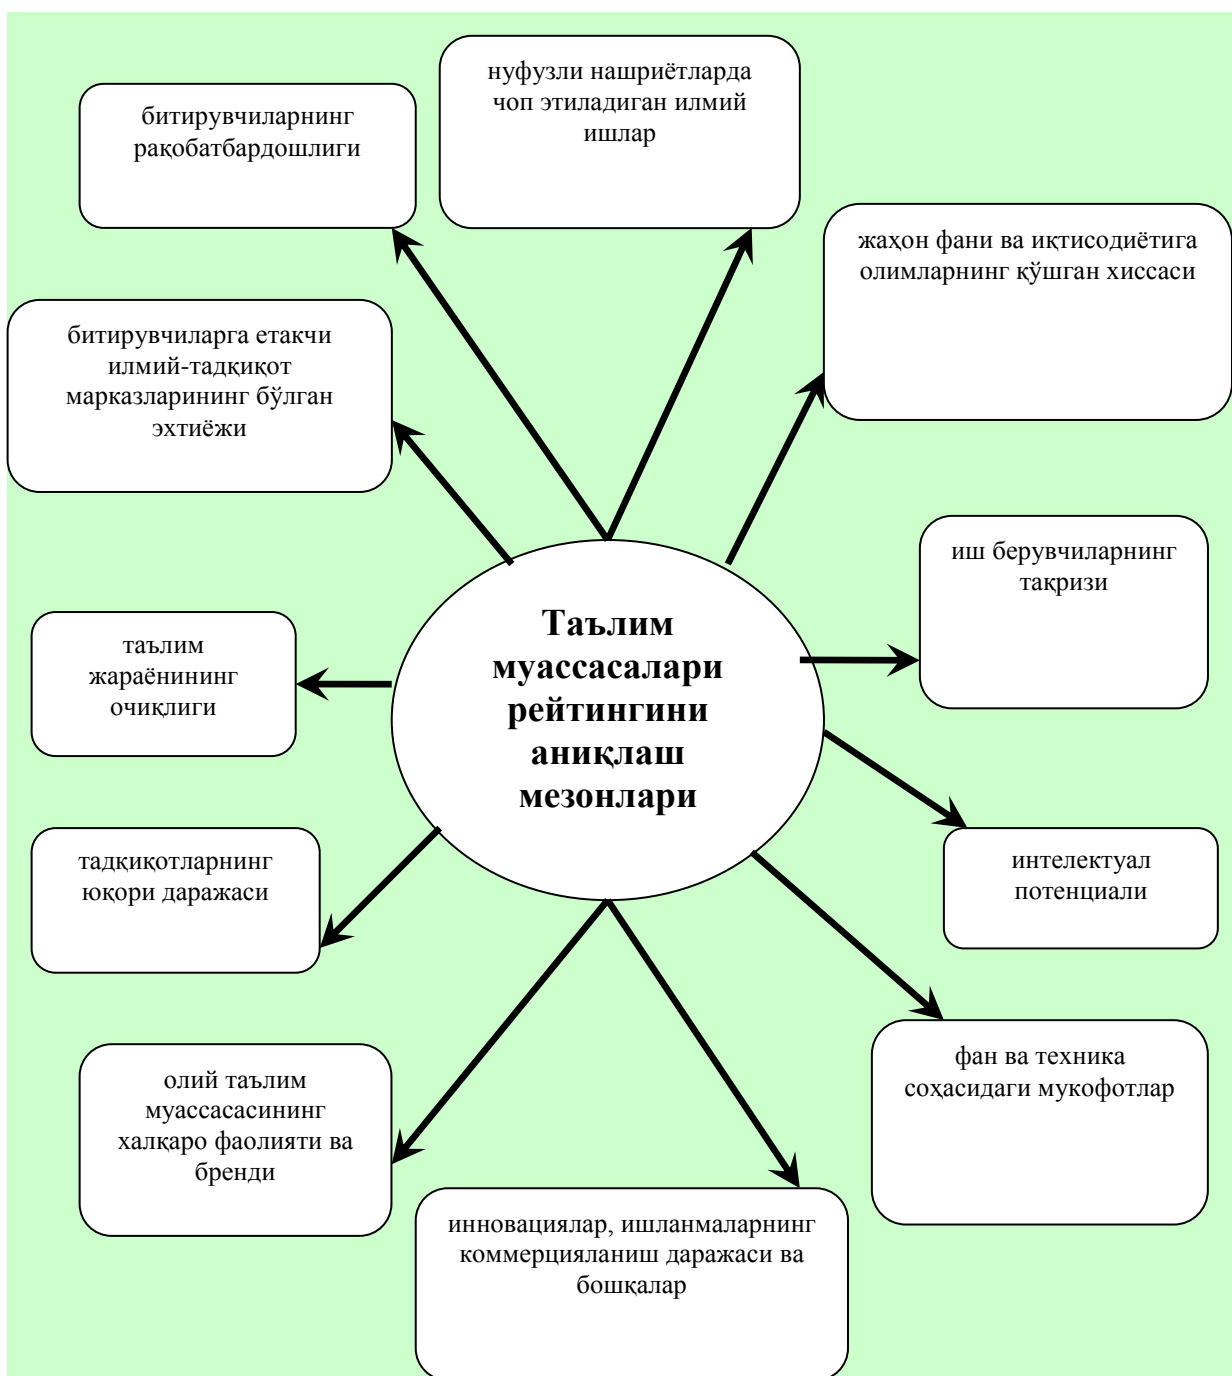 нуфузли нашриётларда
чоп этиладиган илмий
ишлар
битирувчиларнинг
рақобатбардошлиги
жаҳон фани ва иқтисодиётига
олимларнинг қўшган хиссаси
битирувчиларга етакчи
илмий-тадқиқот
марказларининг бўлган
эхтиёжи
иш берувчиларнинг
тақризи
Таълим
муассасалари
рейтингини
аниқлаш
мезонлари
таълим
жараёнининг
очиқлиги
тадқиқотларнинг
юқори даражаси
интелектуал
потенциали
фан ва техника
соҳасидаги мукофотлар
олий таълим
муассасасининг
халқаро фаолияти ва
бренди
инновациялар, ишланмаларнинг
коммерцияланиш даражаси ва
бошқалар